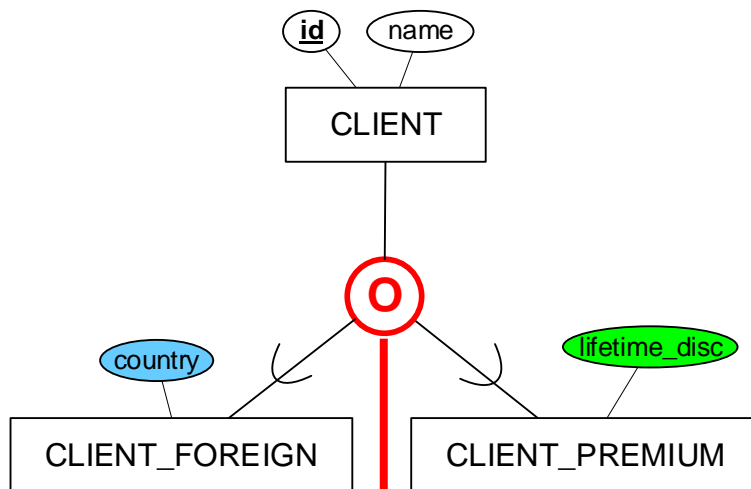 id name
CLIENT
O
country lifetime_disc
CLIENT_FOREIGN CLIENT_PREMIUM